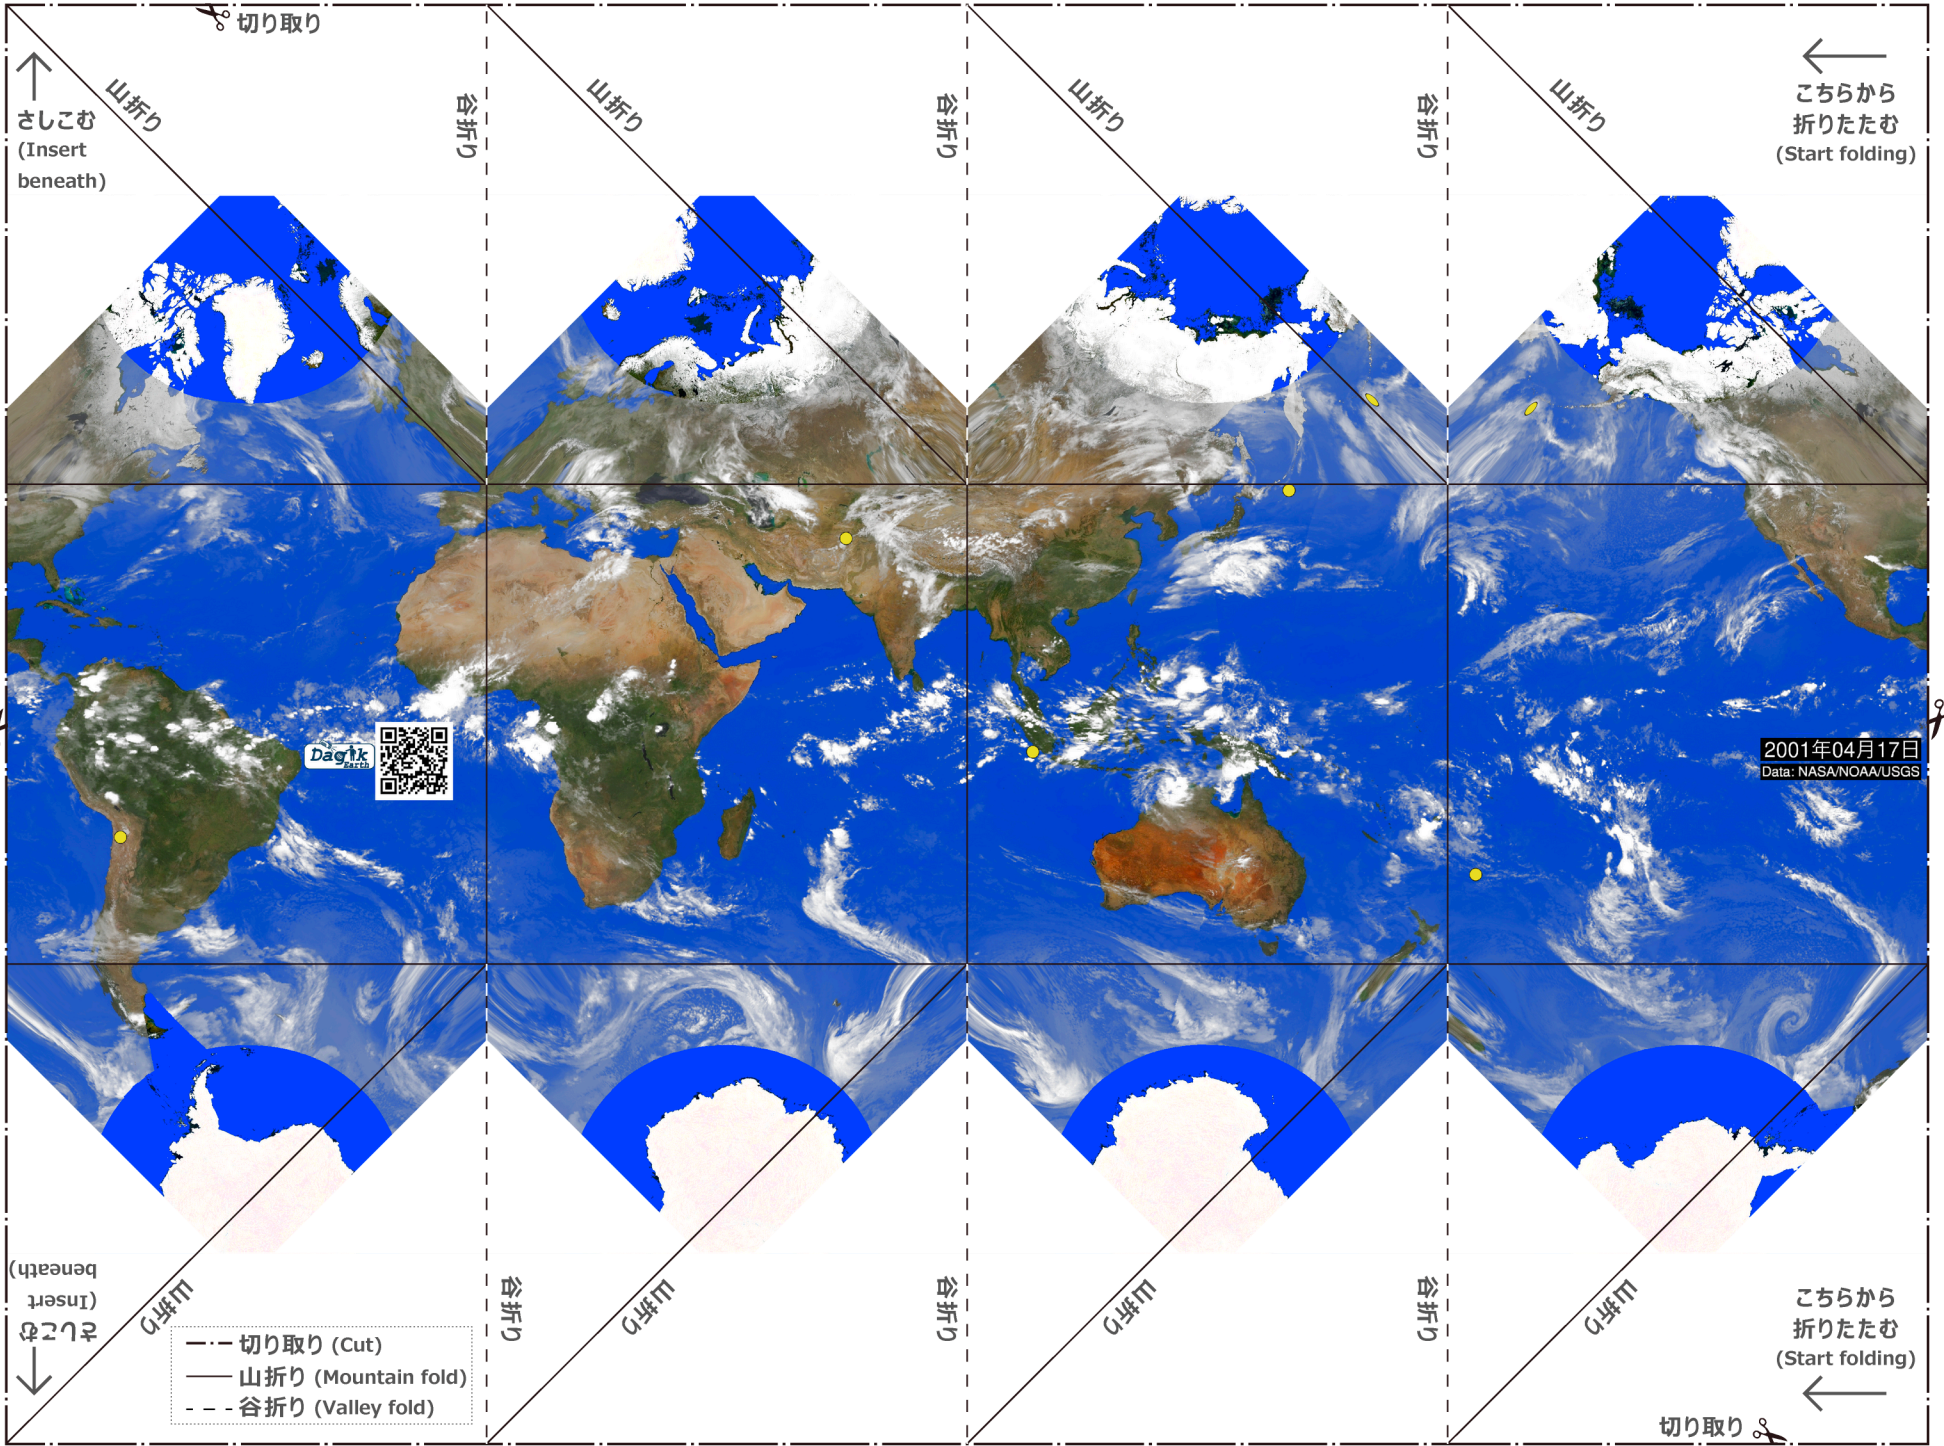 切り取り
さしこむ
(Insert
beneath)
山折り
谷折り
山折り
谷折り
山折り
谷折り
山折り
こちらから
折りたたむ
(Start folding)
Dagik
Earth
2001年04月17日
Data: NASA/NOAA/USGS
さしこむ
(Insert
beneath)
山折り
谷折り
山折り
谷折り
山折り
谷折り
山折り
こちらから
折りたたむ
(Start folding)
切り取り (Cut)
山折り (Mountain fold)
谷折り (Valley fold)
切り取り